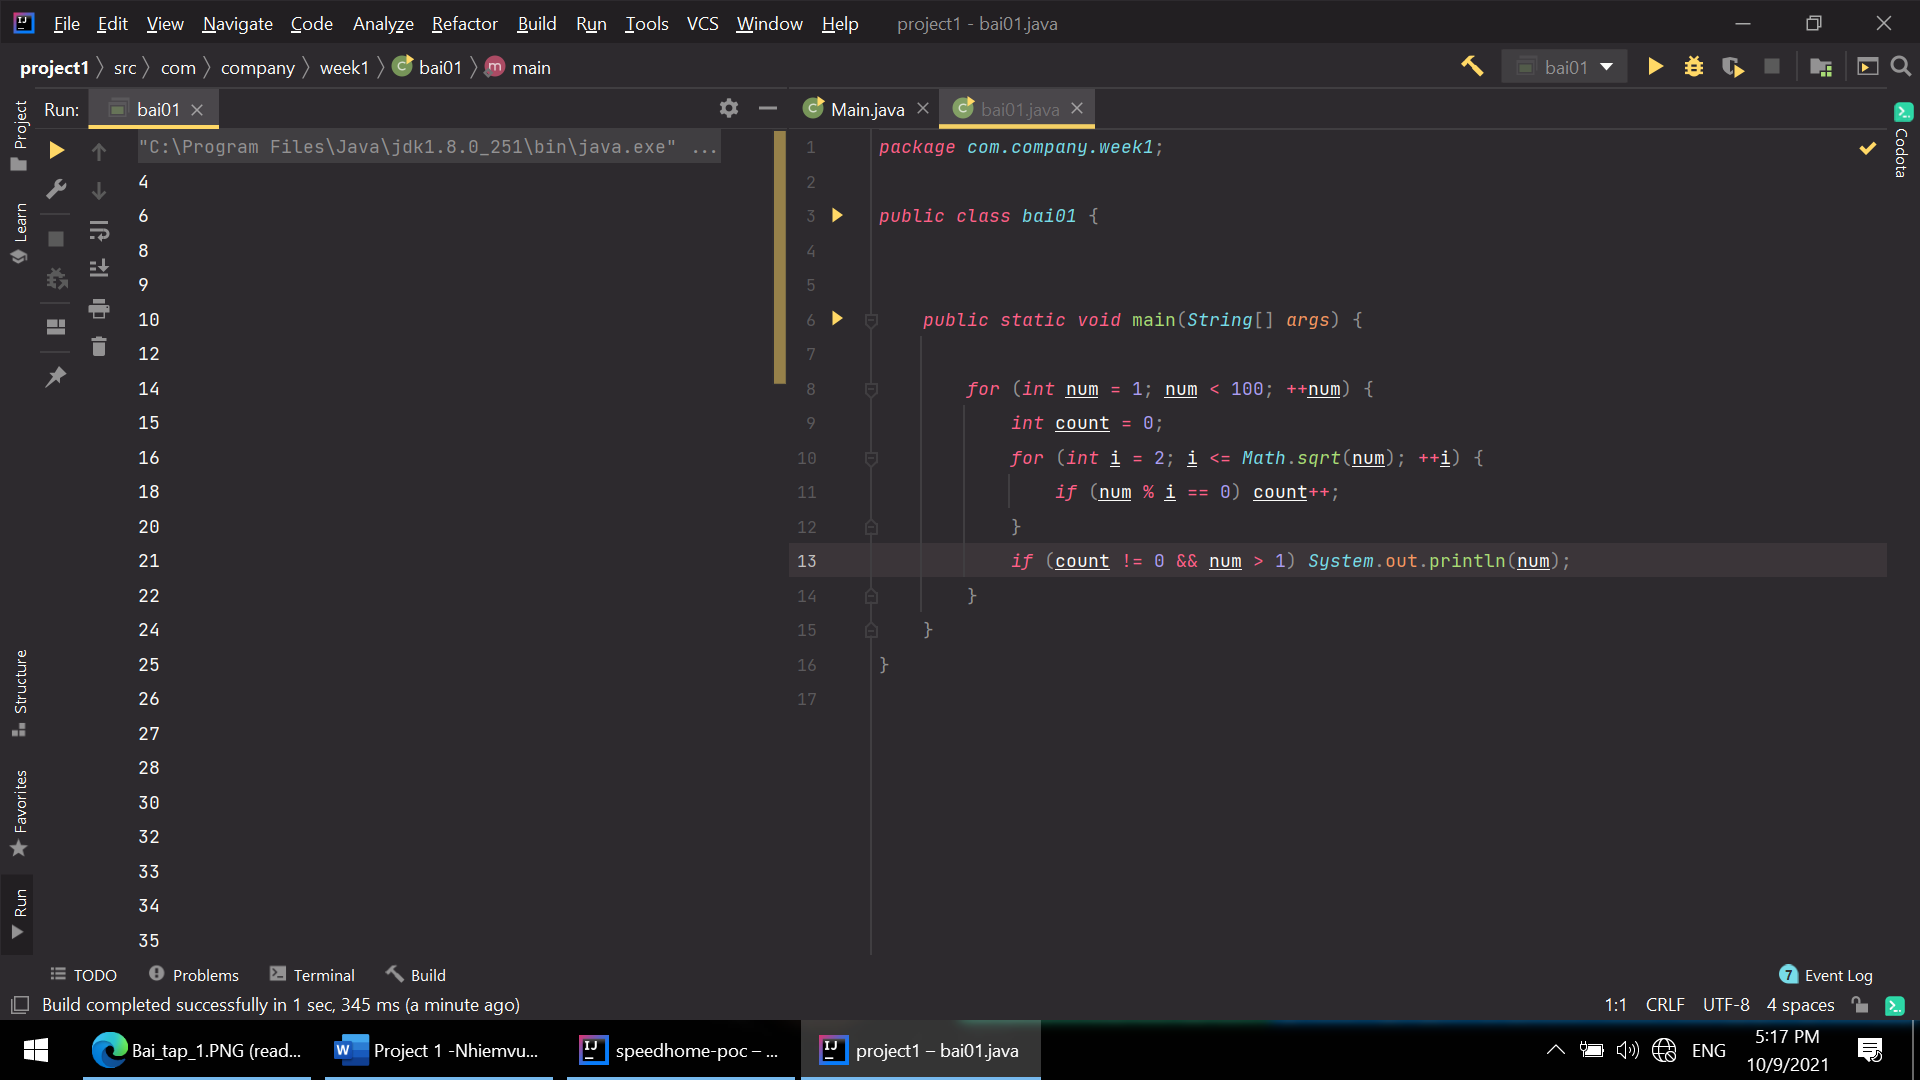 File Edit View Navigate Code Analyze Refactor Build Run Tools VCS Window Help project1 - bai01.java
project1 src com company week1 bai01 main
bai01
Run: bai01
Main.java bai01.java
Project
Learn
Structure
Favorites
Run
"C:\Program Files\Java\jdk1.8.0_251\bin\java.exe" ...
4
6
8
9
10
12
14
15
16
18
20
21
22
24
25
26
27
28
30
32
33
34
35
1 package com.company.week1;
2
3 public class bai01 {
4
5
6 public static void main(String[] args) {
7
8 for (int num = 1; num < 100; ++num) {
9 int count = 0;
10 for (int i = 2; i <= Math.sqrt(num); ++i) {
11 if (num % i == 0) count++;
12 }
13 if (count != 0 && num > 1) System.out.println(num);
14 }
15 }
16 }
17
Codota
TODO Problems Terminal Build
7 Event Log
Build completed successfully in 1 sec, 345 ms (a minute ago)
1:1 CRLF UTF-8 4 spaces
Bai_tap_1.PNG (read... Project 1 -Nhiemvu... speedhome-poc – ... project1 – bai01.java
ENG
5:17 PM
10/9/2021